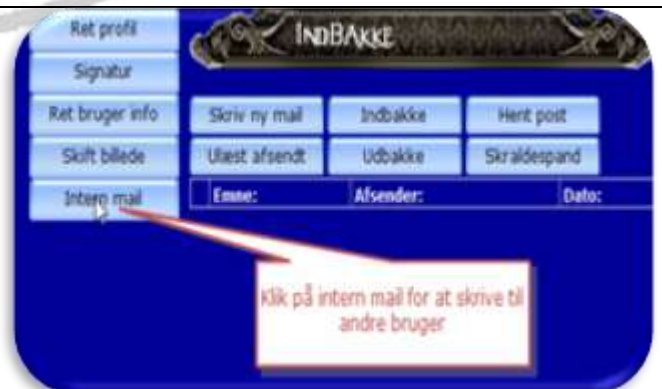 Ret profil
Signatur
Ret bruger info
Skift billede
Intern mail
INDBAKKE
Skriv ny mail Indbakke Hent post
Ulæst afsendt Udbakke Skraldespand
Emne: Afsender: Dato:
Klik på intern mail for at skrive til
andre bruger